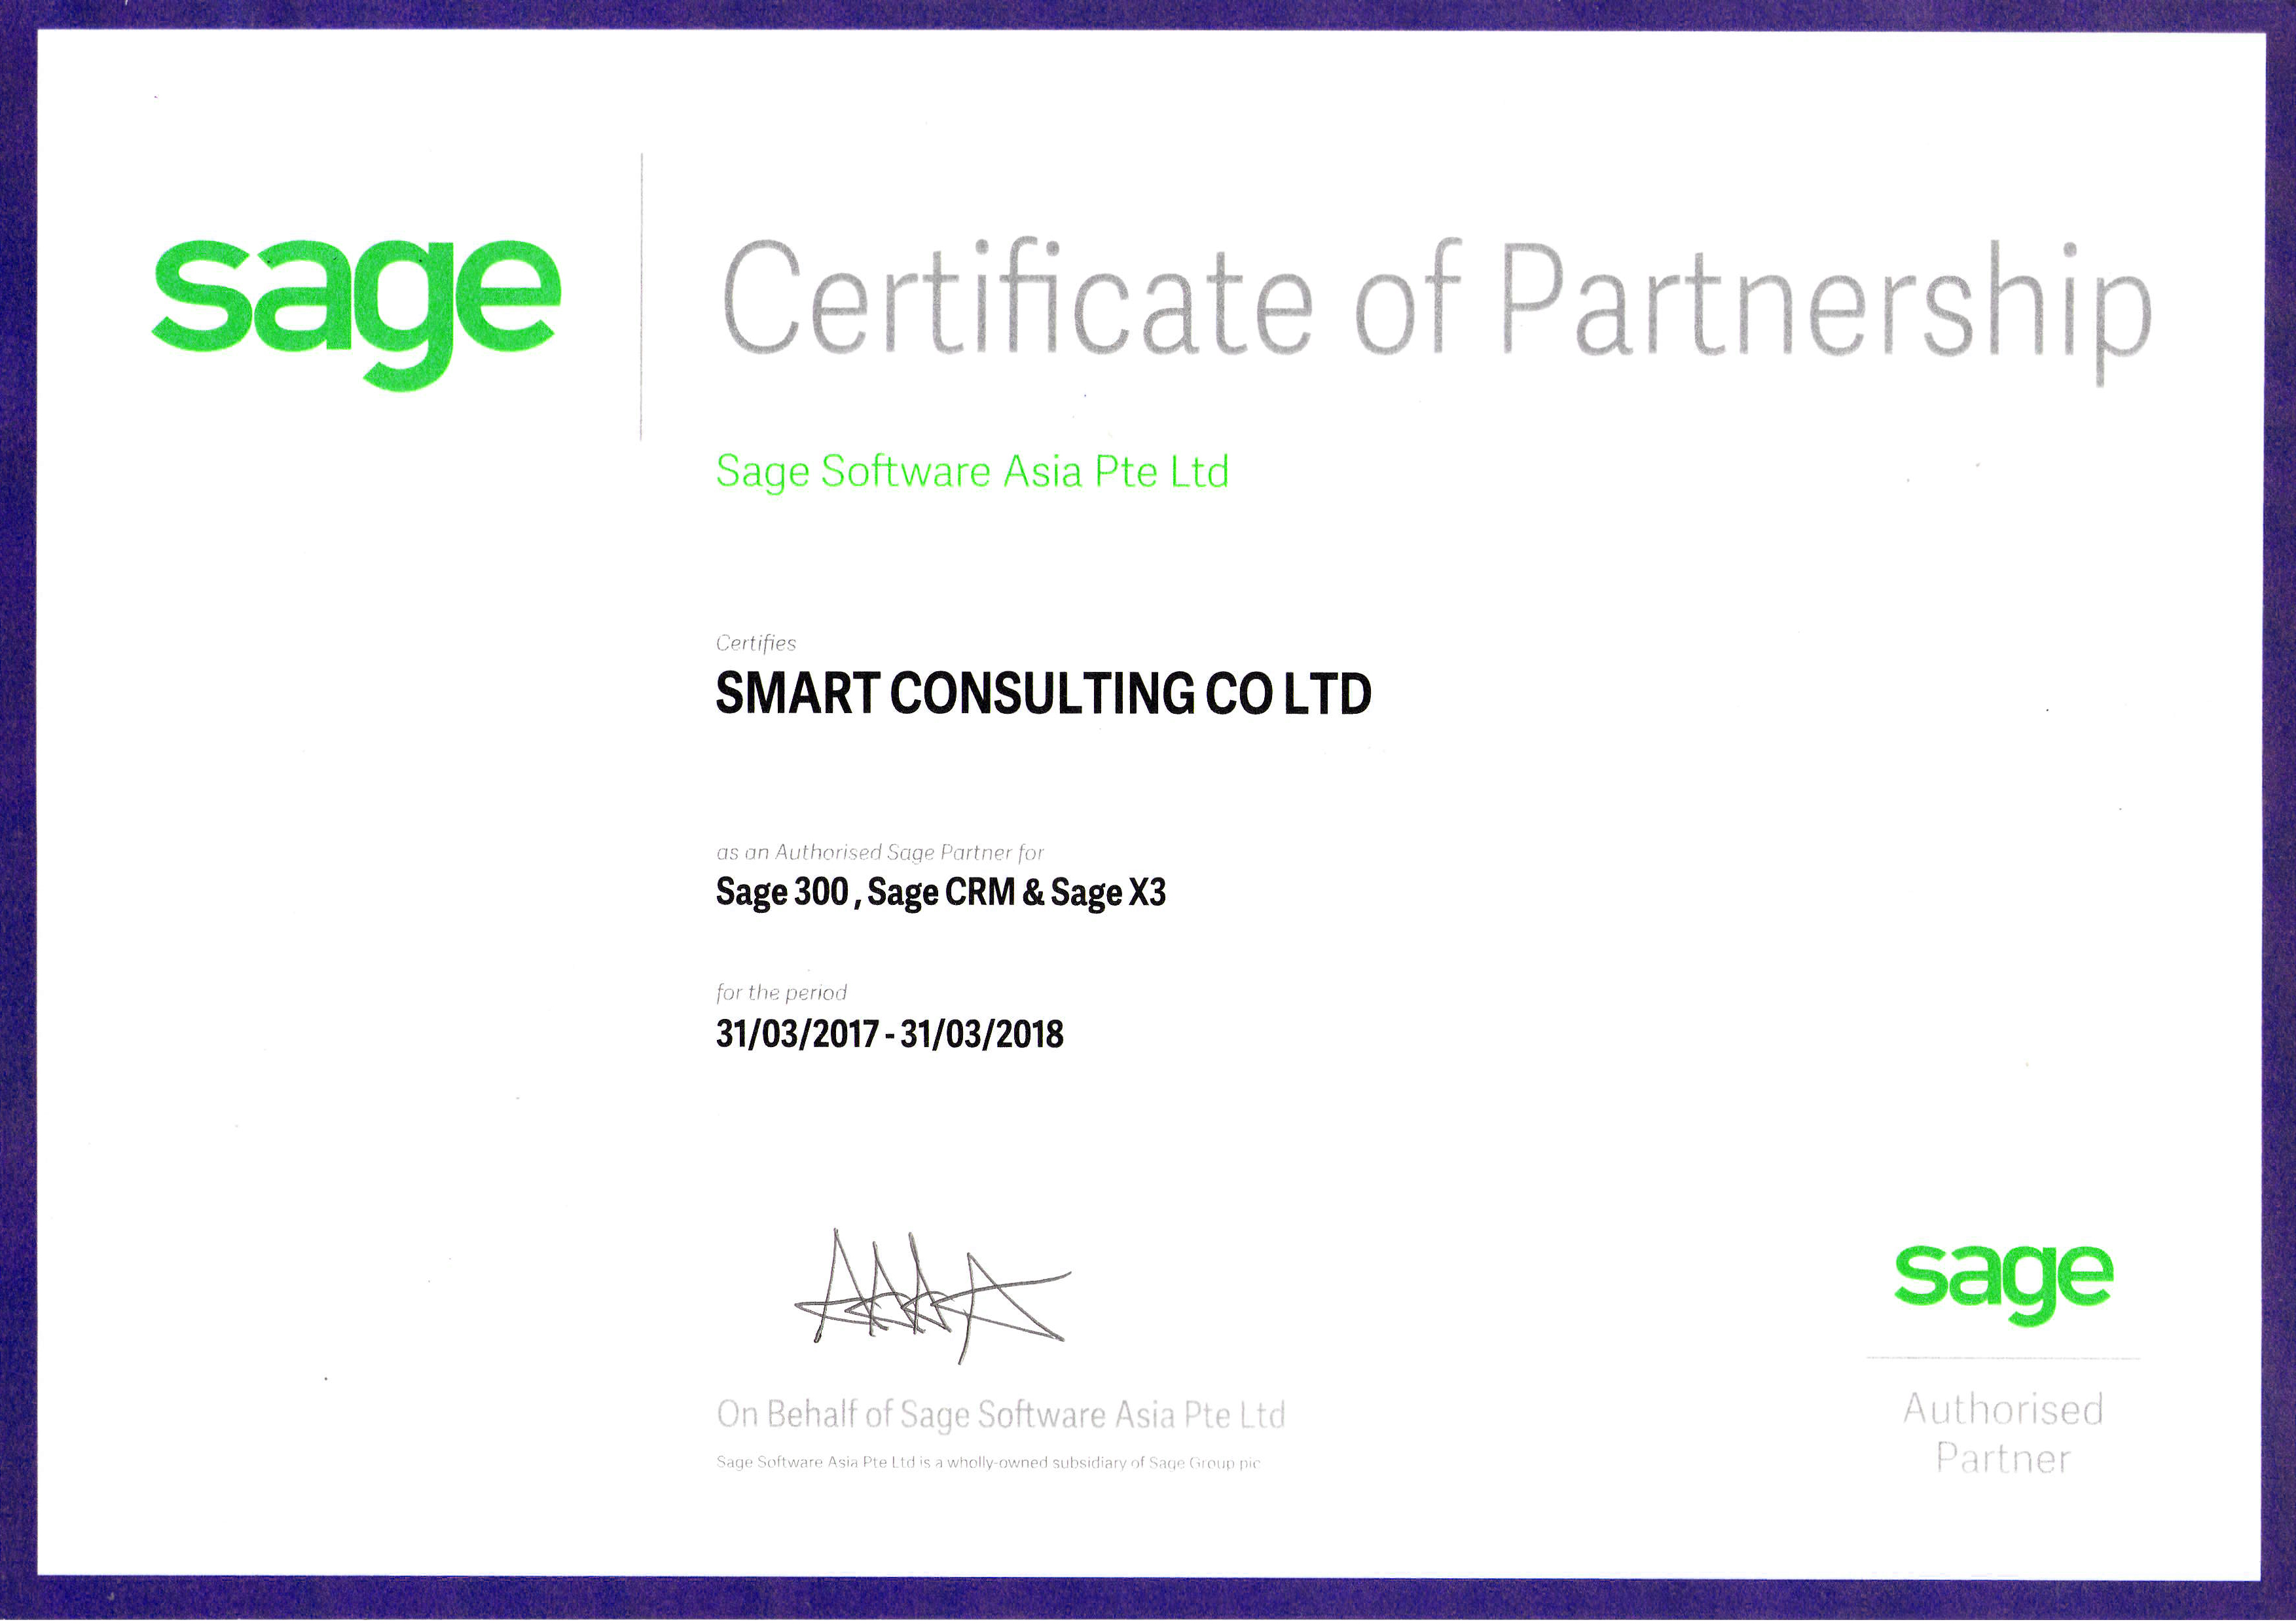 sage
Certificate of Partnership
Sage Software Asia Pte Ltd
Certifies
SMART CONSULTING CO LTD
as an Authorised Sage Partner for
Sage 300 , Sage CRM & Sage X3
for the period
31/03/2017 - 31/03/2018
On Behalf of Sage Software Asia Pte Ltd
Sage Software Asia Pte Ltd is a wholly-owned subsidiary of Sage Group plc
sage
Authorised
Partner